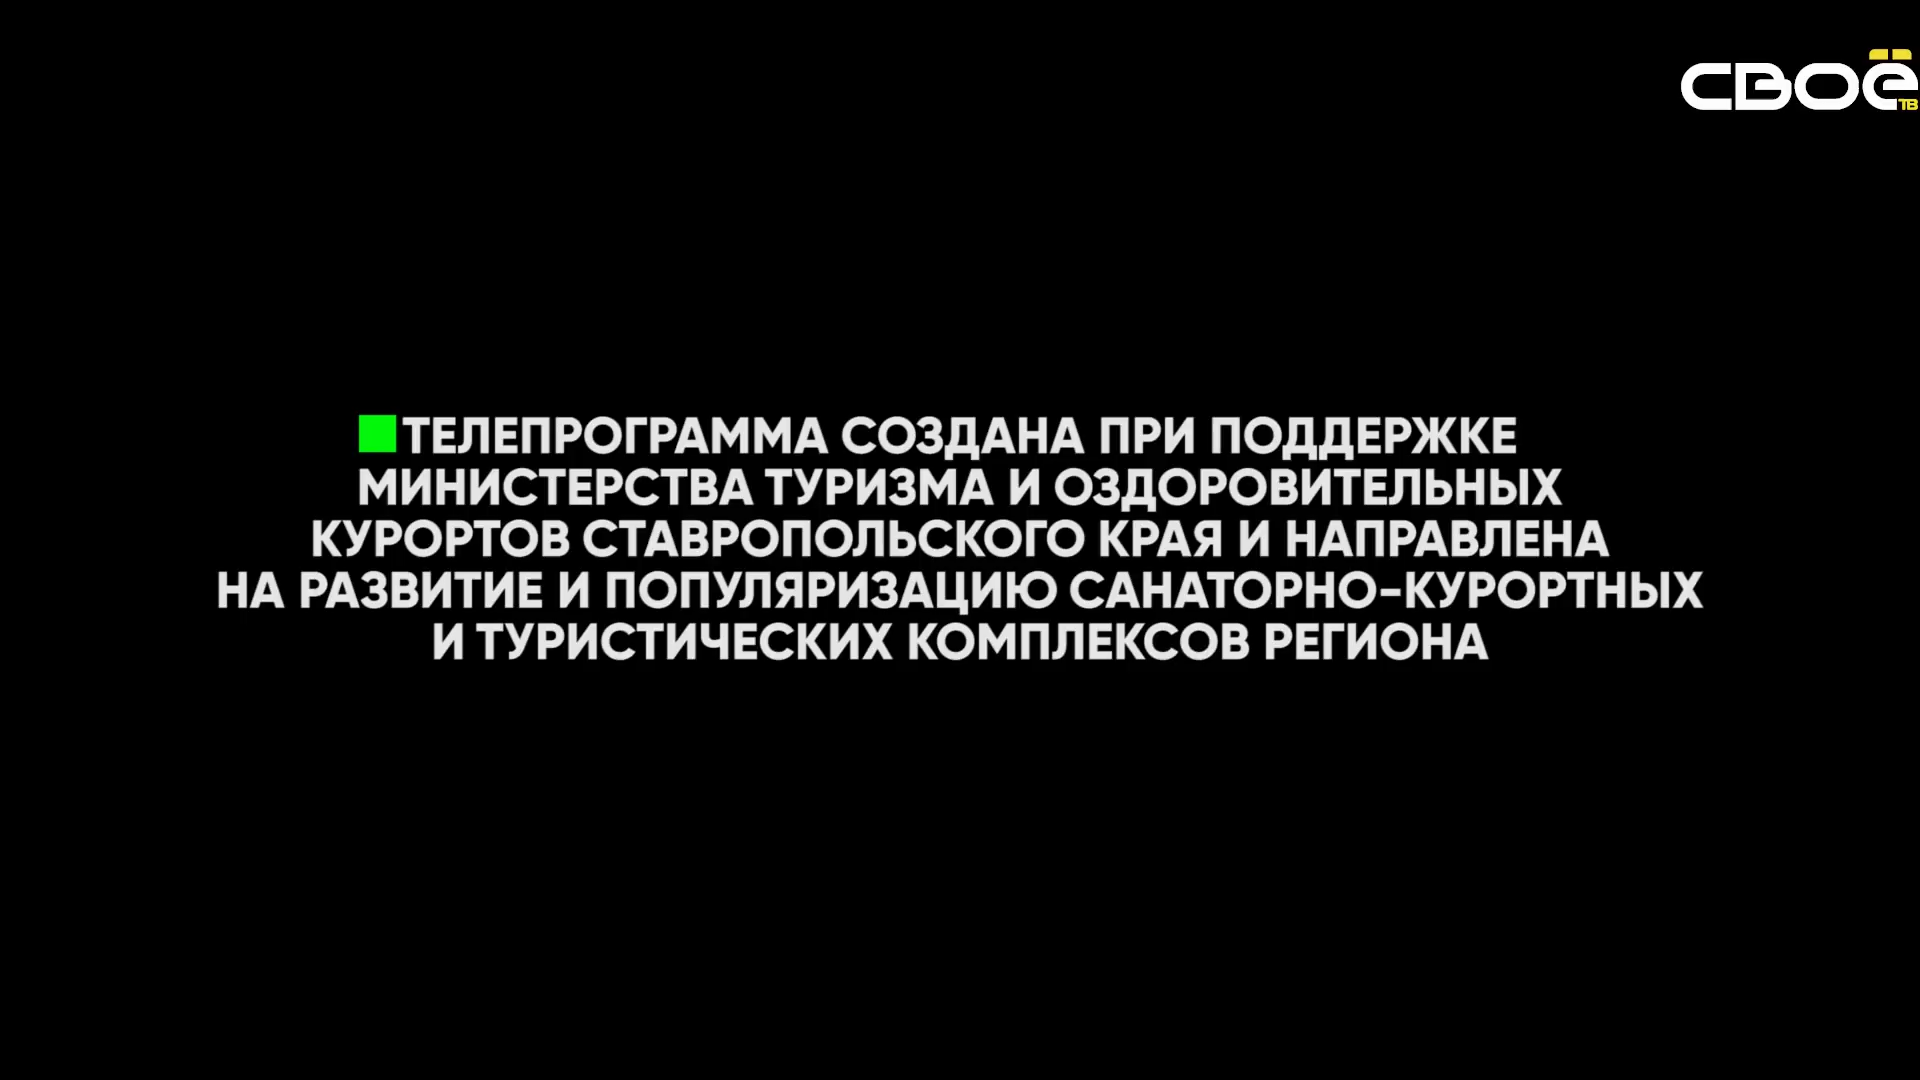 СВОЁ
ТВ
ТЕЛЕПРОГРАММА СОЗДАНА ПРИ ПОДДЕРЖКЕ
МИНИСТЕРСТВА ТУРИЗМА И ОЗДОРОВИТЕЛЬНЫХ
КУРОРТОВ СТАВРОПОЛЬСКОГО КРАЯ И НАПРАВЛЕНА
НА РАЗВИТИЕ И ПОПУЛЯРИЗАЦИЮ САНАТОРНО-КУРОРТНЫХ
И ТУРИСТИЧЕСКИХ КОМПЛЕКСОВ РЕГИОНА